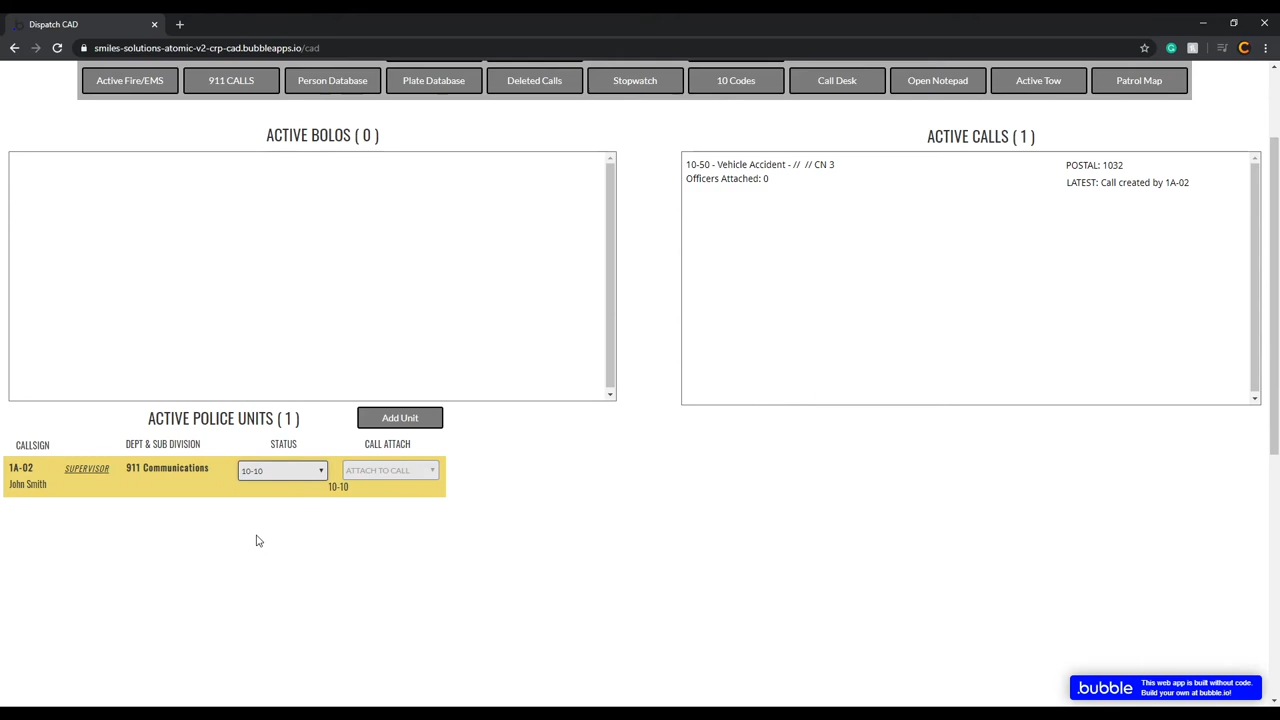 Dispatch CAD
smiles-solutions-atomic-v2-crp-cad.bubbleapps.io/cad
Active Fire/EMS
911 CALLS
Person Database
Plate Database
Deleted Calls
Stopwatch
10 Codes
Call Desk
Open Notepad
Active Tow
Patrol Map
ACTIVE BOLOS ( 0 )
ACTIVE CALLS ( 1 )
10-50 - Vehicle Accident - // // CN 3
POSTAL: 1032
Officers Attached: 0
LATEST: Call created by 1A-02
ACTIVE POLICE UNITS ( 1 )
Add Unit
CALLSIGN
DEPT & SUB DIVISION
STATUS
CALL ATTACH
1A-02
SUPERVISOR
911 Communications
10-10
ATTACH TO CALL
John Smith
10-10
.bubble
This web app is built without code.
Build your own at bubble.io!